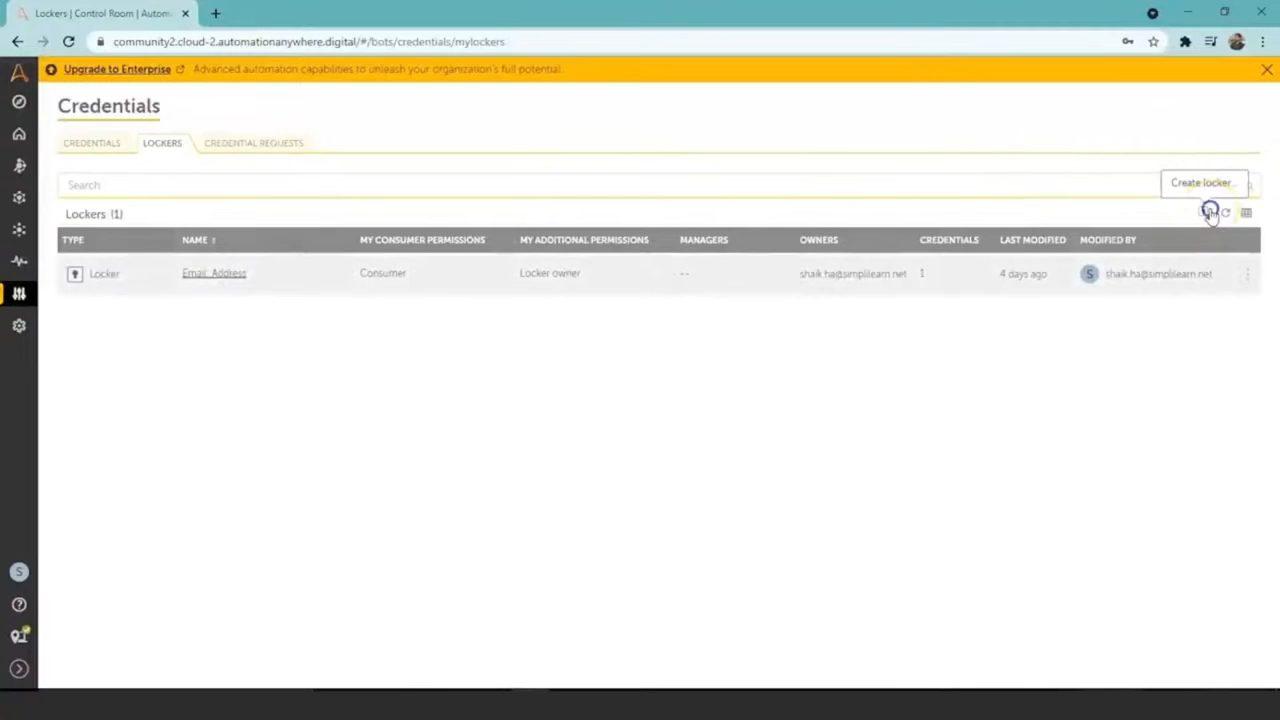 Lockers | Control Room | Autom
community2.cloud-2.automationanywhere.digital/#/bots/credentials/mylockers
Upgrade to Enterprise Advanced automation capabilities to unleash your organization's full potential.
Credentials
CREDENTIALS LOCKERS CREDENTIAL REQUESTS
Search
Create locker...
Lockers (1)
TYPE NAME MY CONSUMER PERMISSIONS MY ADDITIONAL PERMISSIONS MANAGERS OWNERS CREDENTIALS LAST MODIFIED MODIFIED BY
Locker Email_Address Consumer Locker owner -- shaik.ha@simplilearn.net 1 4 days ago S shaik.ha@simplilearn.net
S